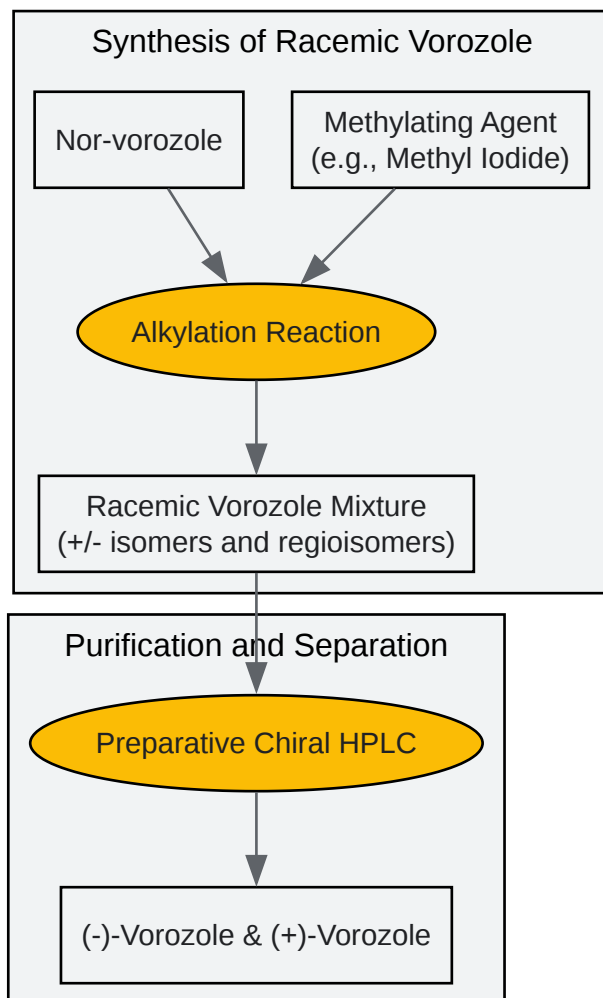 Synthesis of Racemic Vorozole
Nor-vorozole
Methylating Agent
(e.g., Methyl Iodide)
Alkylation Reaction
Racemic Vorozole Mixture
(+/- isomers and regioisomers)
Purification and Separation
Preparative Chiral HPLC
(-)-Vorozole & (+)-Vorozole